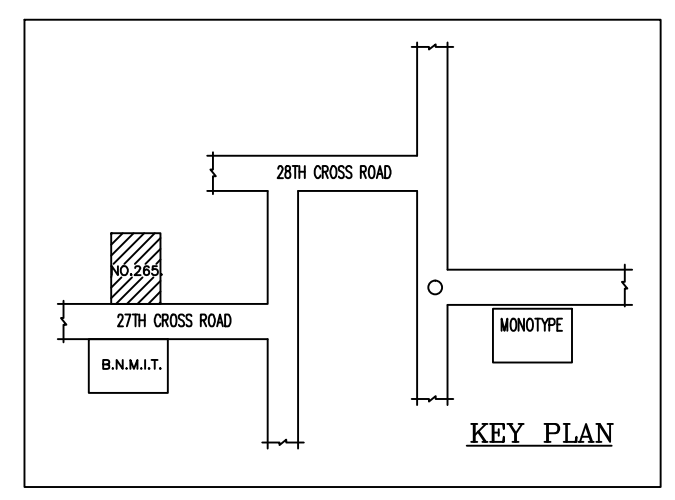 28TH CROSS ROAD
NO.265.
27TH CROSS ROAD
MONOTYPE
B.N.M.I.T.
KEY PLAN